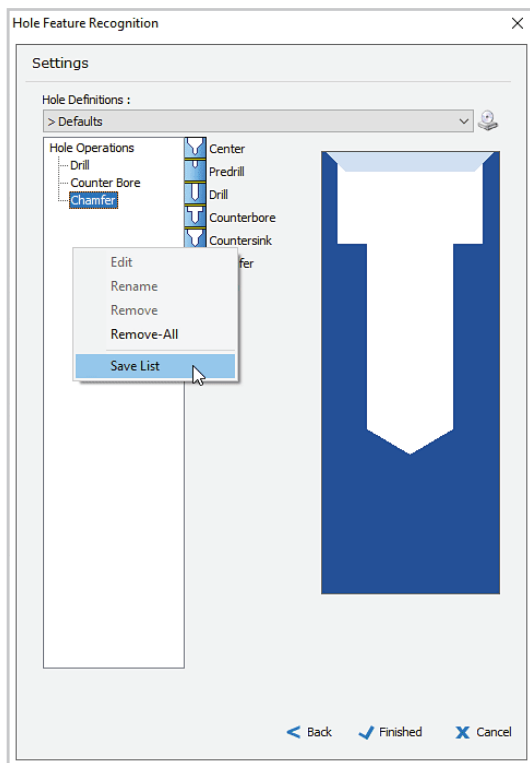 Hole Feature Recognition
Settings
Hole Definitions :
> Defaults
Hole Operations
Drill
Counter Bore
Chamfer
Center
Predrill
Drill
Counterbore
Countersink
fer
Edit
Rename
Remove
Remove-All
Save List
Back
Finished
Cancel